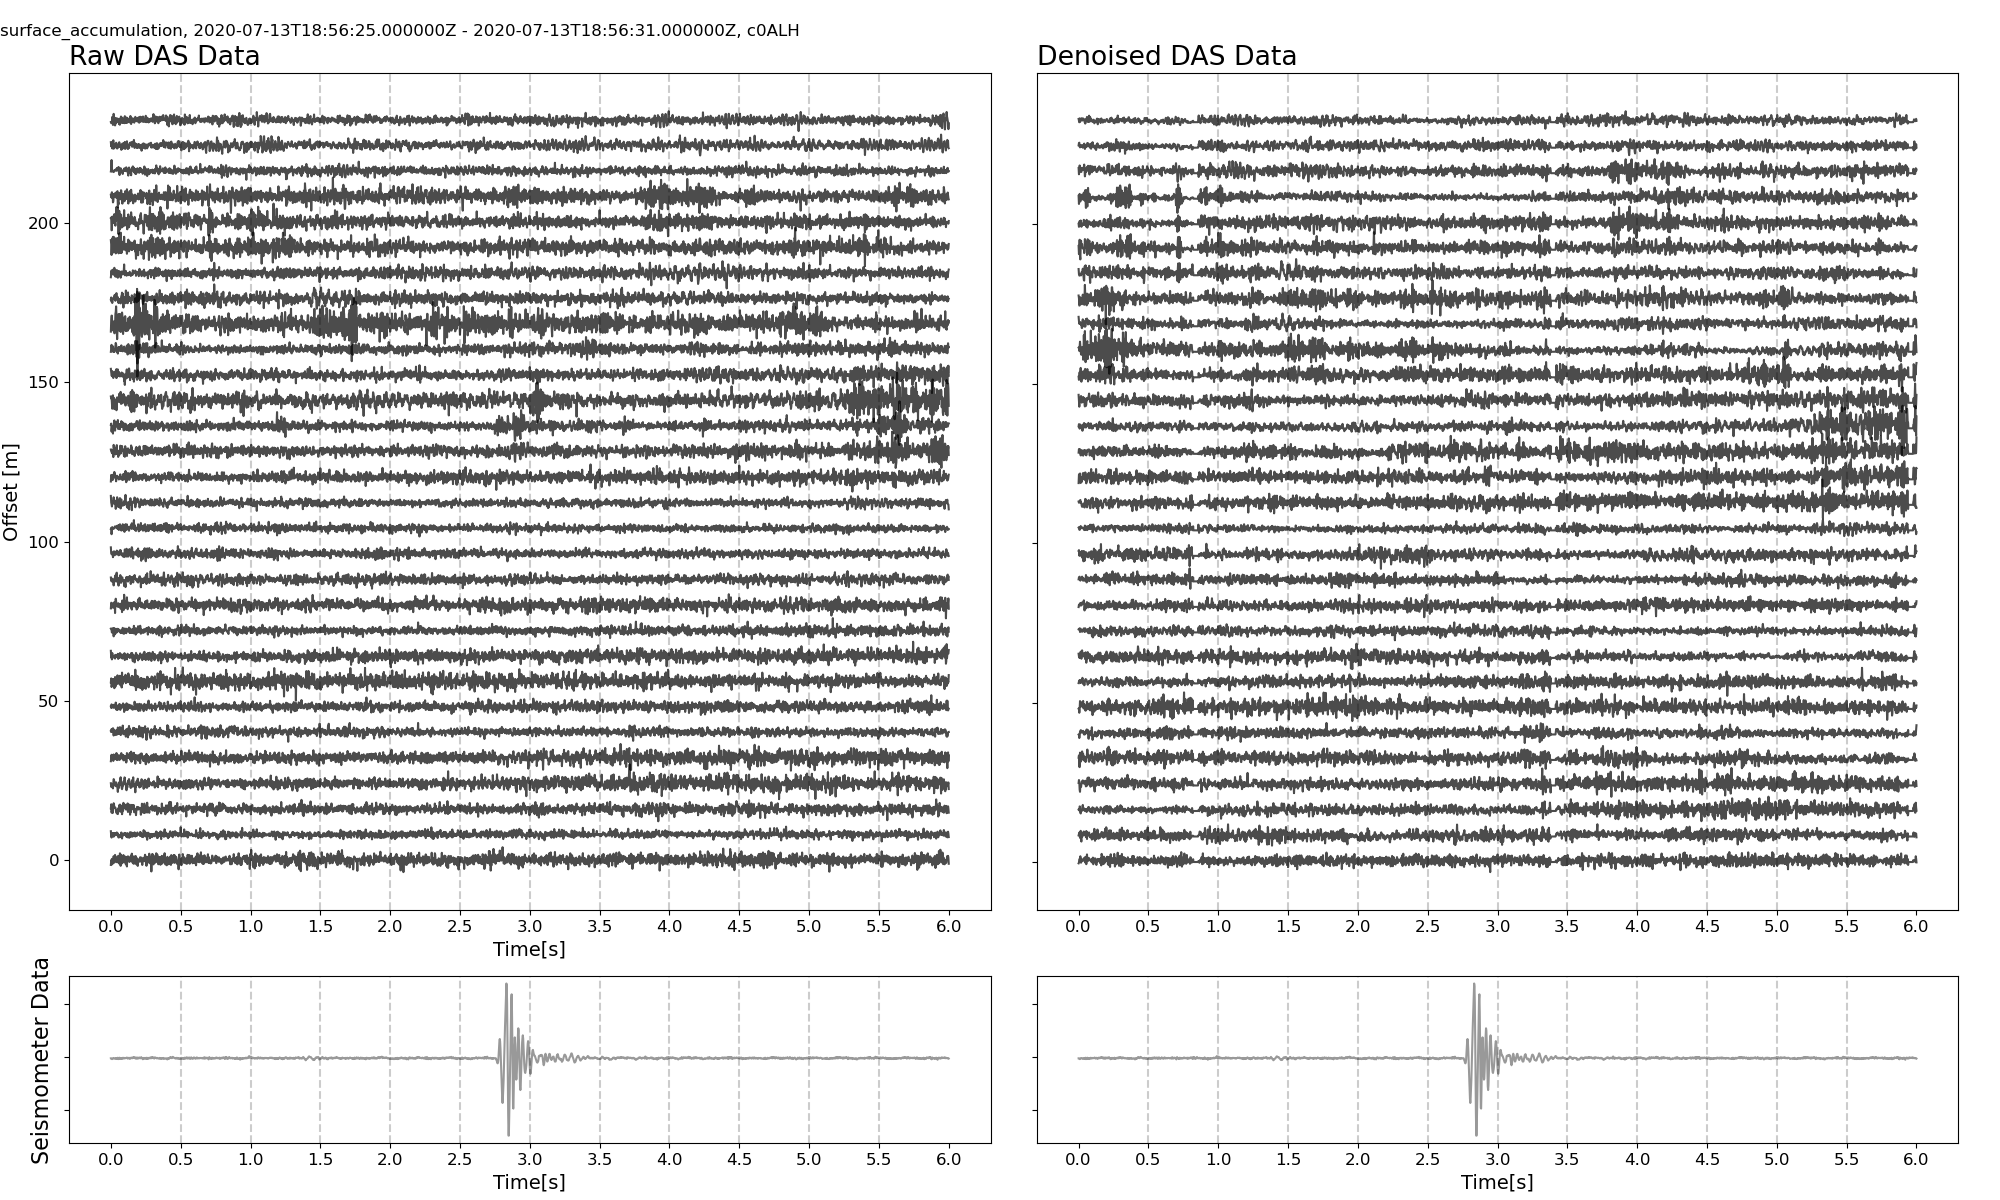 surface_accumulation, 2020-07-13T18:56:25.000000Z - 2020-07-13T18:56:31.000000Z, c0ALH
Raw DAS Data
Denoised DAS Data
Offset [m]
200
150
100
50
0
0.0 0.5 1.0 1.5 2.0 2.5 3.0 3.5 4.0 4.5 5.0 5.5 6.0
Time[s]
0.0 0.5 1.0 1.5 2.0 2.5 3.0 3.5 4.0 4.5 5.0 5.5 6.0
Seismometer Data
0.0 0.5 1.0 1.5 2.0 2.5 3.0 3.5 4.0 4.5 5.0 5.5 6.0
Time[s]
0.0 0.5 1.0 1.5 2.0 2.5 3.0 3.5 4.0 4.5 5.0 5.5 6.0
Time[s]